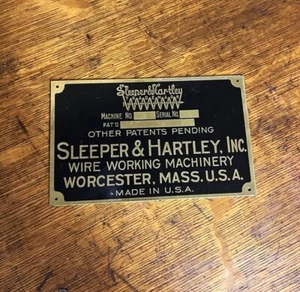 Sleeper & Hartley
MACHINE NO. SERIAL NO.
PAT'D
OTHER PATENTS PENDING
SLEEPER & HARTLEY, INC.
WIRE WORKING MACHINERY
WORCESTER, MASS. U.S.A.
MADE IN U.S.A.